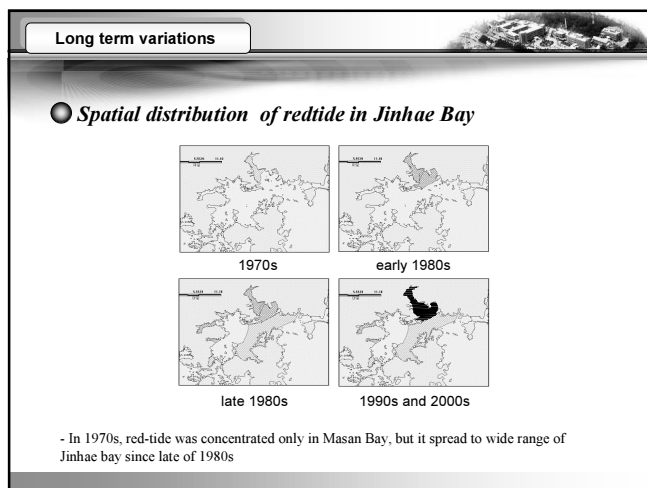 Long term variations
Spatial distribution of redtide in Jinhae Bay
1970s
early 1980s
late 1980s
1990s and 2000s
- In 1970s, red-tide was concentrated only in Masan Bay, but it spread to wide range of
Jinhae bay since late of 1980s